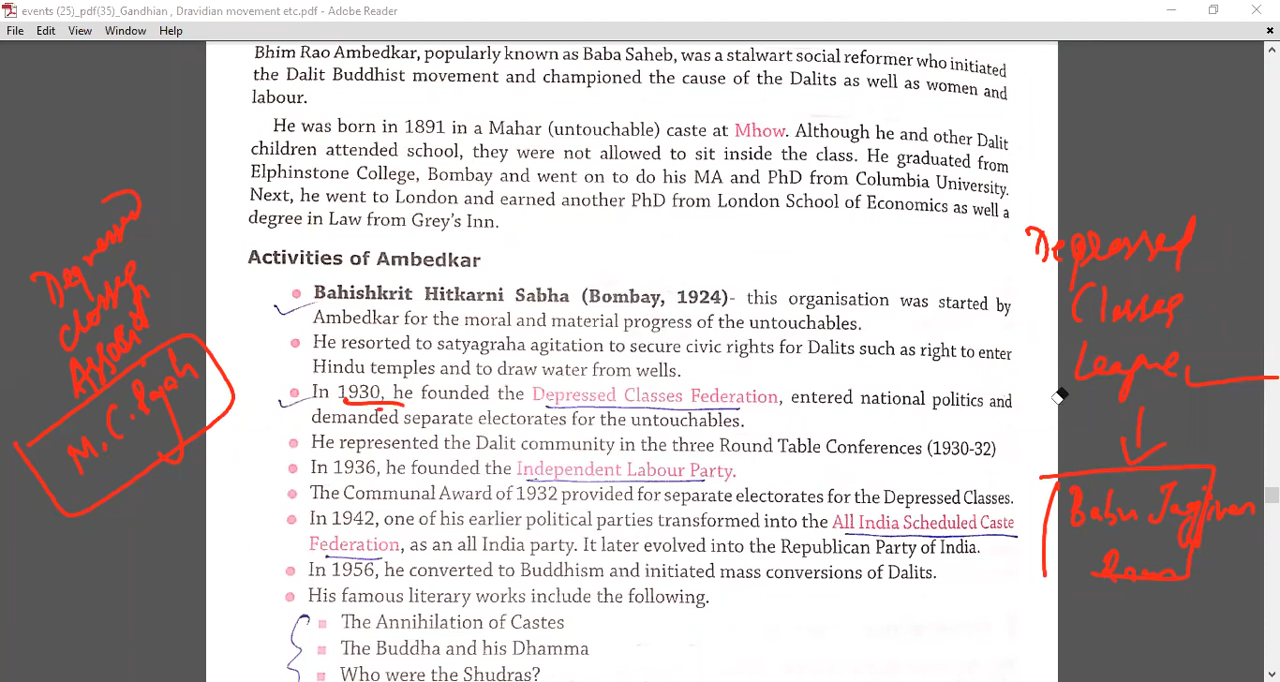 events (25)_pdf(35)_Gandhian , Dravidian movement etc.pdf - Adobe Reader
File Edit View Window Help
Bhim Rao Ambedkar, popularly known as Baba Saheb, was a stalwart social reformer who initiated
the Dalit Buddhist movement and championed the cause of the Dalits as well as women and
labour.
He was born in 1891 in a Mahar (untouchable) caste at Mhow. Although he and other Dalit
children attended school, they were not allowed to sit inside the class. He graduated from
Elphinstone College, Bombay and went on to do his MA and PhD from Columbia University.
Next, he went to London and earned another PhD from London School of Economics as well a
degree in Law from Grey's Inn.
Activities of Ambedkar
Bahishkrit Hitkarni Sabha (Bombay, 1924)- this organisation was started by
Ambedkar for the moral and material progress of the untouchables.
He resorted to satyagraha agitation to secure civic rights for Dalits such as right to enter
Hindu temples and to draw water from wells.
In 1930, he founded the Depressed Classes Federation, entered national politics and
demanded separate electorates for the untouchables.
He represented the Dalit community in the three Round Table Conferences (1930-32)
In 1936, he founded the Independent Labour Party.
The Communal Award of 1932 provided for separate electorates for the Depressed Classes.
In 1942, one of his earlier political parties transformed into the All India Scheduled Caste
Federation, as an all India party. It later evolved into the Republican Party of India.
In 1956, he converted to Buddhism and initiated mass conversions of Dalits.
His famous literary works include the following.
The Annihilation of Castes
The Buddha and his Dhamma
Who were the Shudras?
Depressed
Classes
M. C. Rajah
Depressed
Classes
League
Babu Jagjivan
Ram